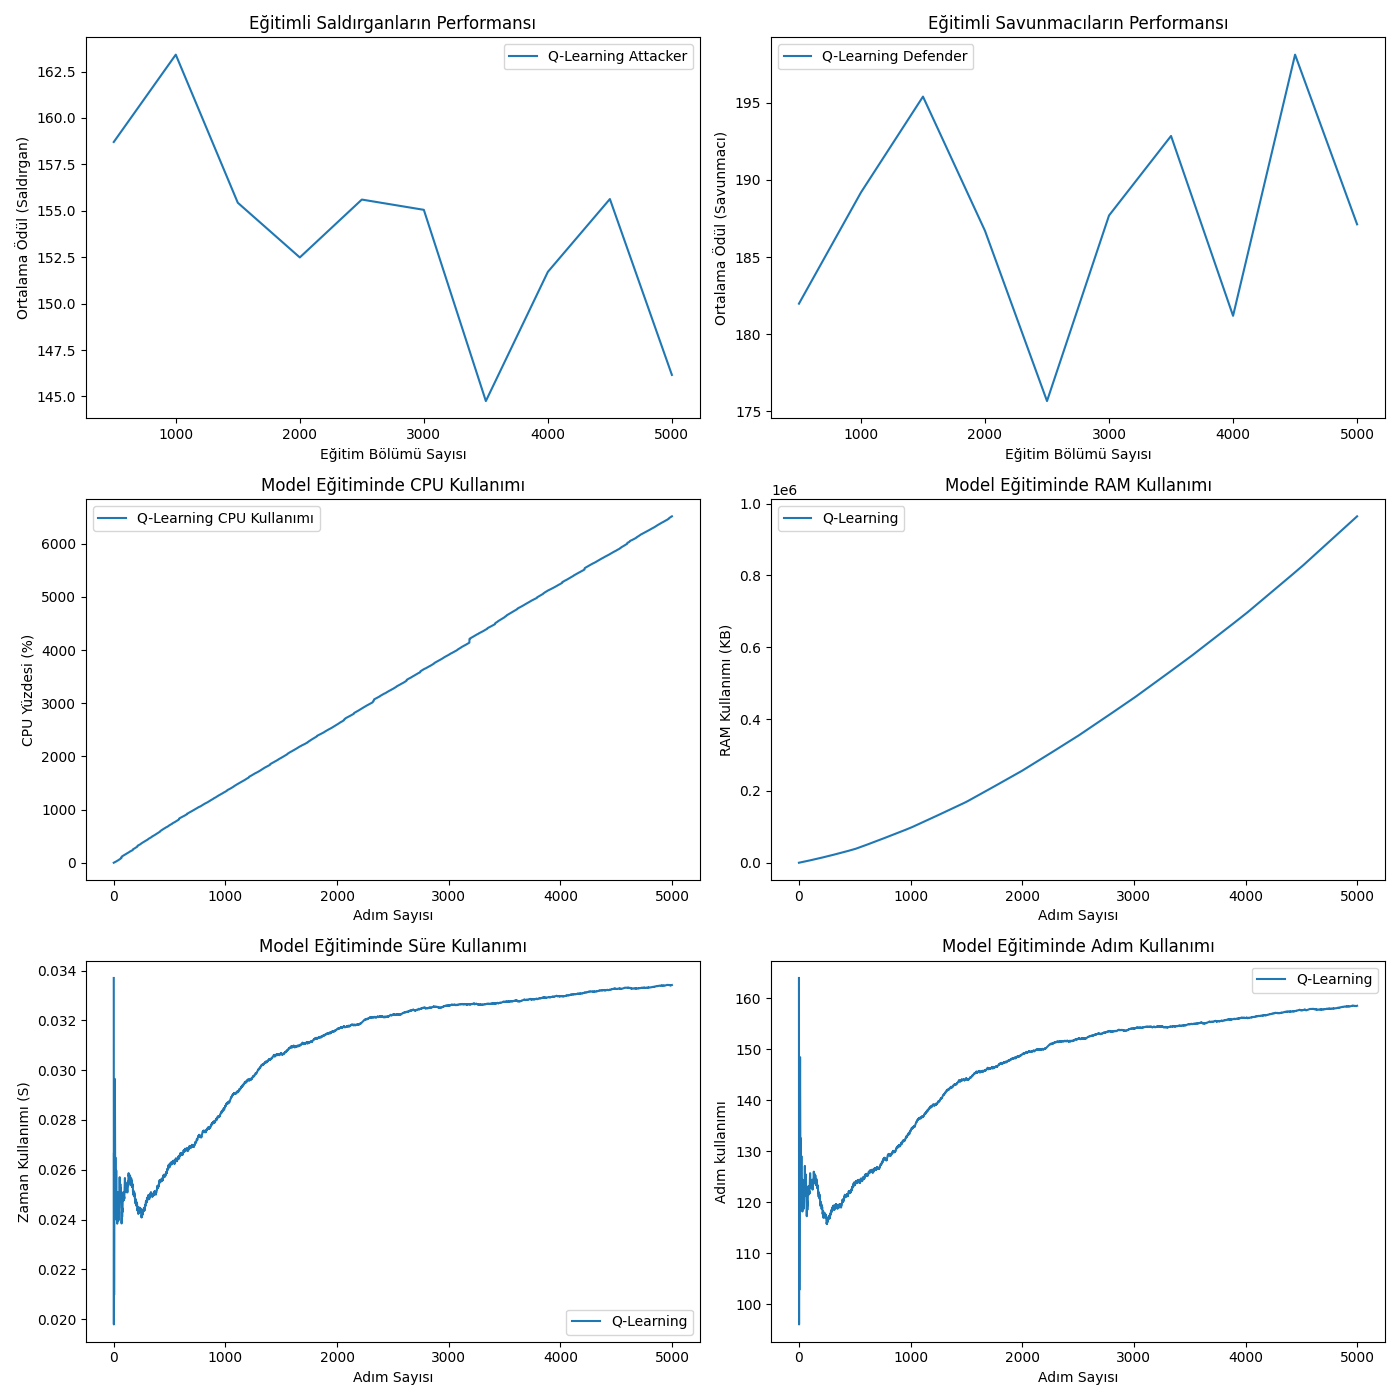 Eğitimli Saldırganların Performansı
Q-Learning Attacker
Ortalama Ödül (Saldırgan)
162.5
160.0
157.5
155.0
152.5
150.0
147.5
145.0
1000 2000 3000 4000 5000
Eğitim Bölümü Sayısı
Eğitimli Savunmacıların Performansı
Q-Learning Defender
Ortalama Ödül (Savunmacı)
195
190
185
180
175
1000 2000 3000 4000 5000
Eğitim Bölümü Sayısı
Model Eğitiminde CPU Kullanımı
Q-Learning CPU Kullanımı
CPU Yüzdesi (%)
6000
5000
4000
3000
2000
1000
0
0 1000 2000 3000 4000 5000
Adım Sayısı
Model Eğitiminde RAM Kullanımı
1e6
Q-Learning
RAM Kullanımı (KB)
1.0
0.8
0.6
0.4
0.2
0.0
0 1000 2000 3000 4000 5000
Adım Sayısı
Model Eğitiminde Süre Kullanımı
Zaman Kullanımı (S)
0.034
0.032
0.030
0.028
0.026
0.024
0.022
0.020
Q-Learning
0 1000 2000 3000 4000 5000
Adım Sayısı
Model Eğitiminde Adım Kullanımı
Q-Learning
Adım kullanımı
160
150
140
130
120
110
100
0 1000 2000 3000 4000 5000
Adım Sayısı